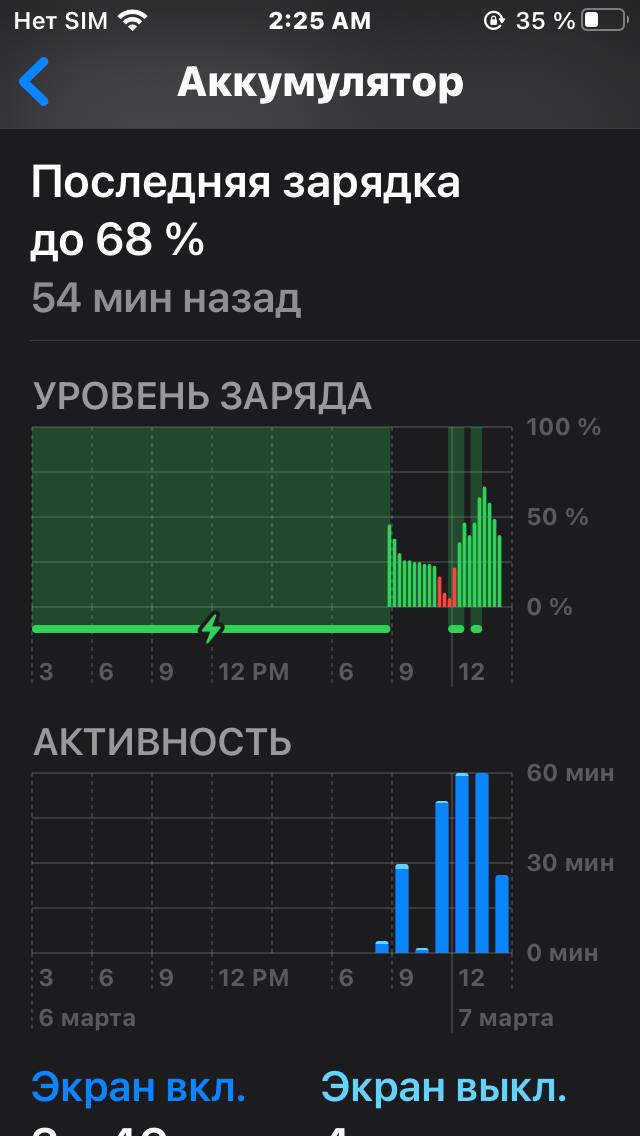 Нет SIM 2:25 AM 35 %
Аккумулятор
Последняя зарядка
до 68 %
54 мин назад
УРОВЕНЬ ЗАРЯДА
100 %
50 %
0 %
3 6 9 12 PM 6 9 12
АКТИВНОСТЬ
60 мин
30 мин
0 мин
3 6 9 12 PM 6 9 12
6 марта 7 марта
Экран вкл. Экран выкл.